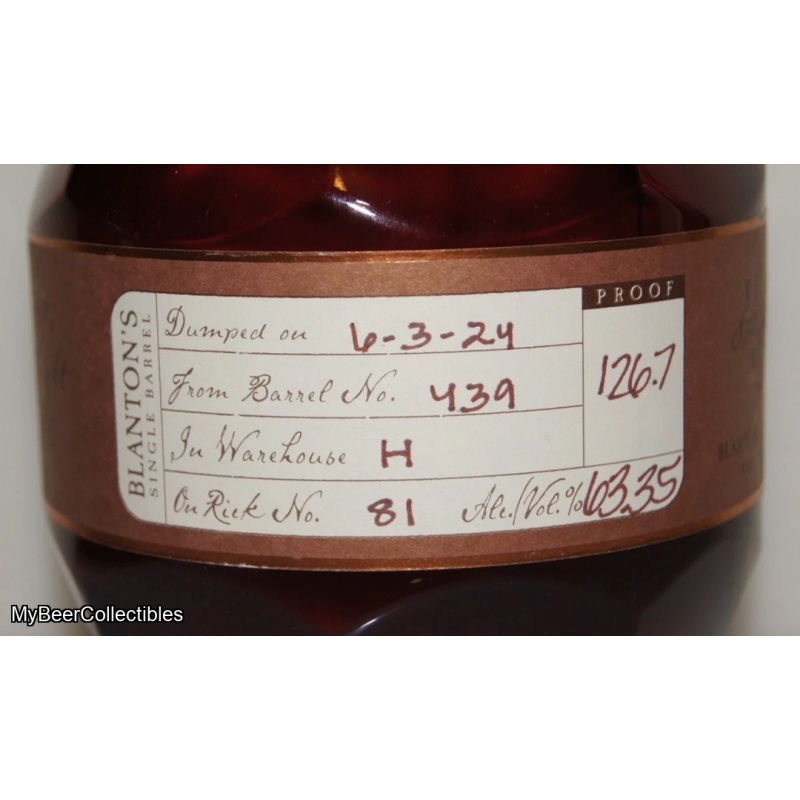 BLANTON'S
SINGLE BARREL
Dumped on 6-3-24
From Barrel No. 439
In Warehouse H
On Rick No. 81 Alc./Vol.% 63.35
PROOF
126.7
MyBeerCollectibles